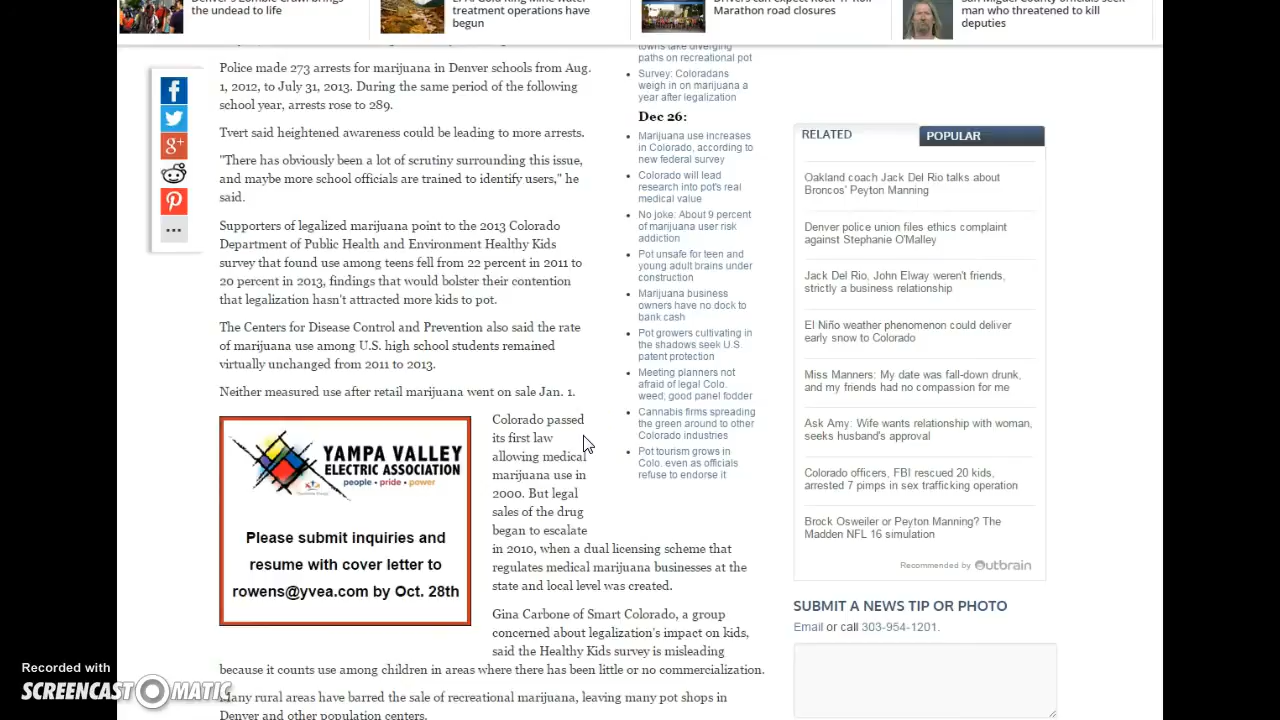 Denver's Zombie Crawl brings
the undead to life
EPA: Gold King Mine water
treatment operations have
begun
Drivers can expect Rock 'n' Roll
Marathon road closures
San Miguel County officials seek
man who threatened to kill
deputies
Police made 273 arrests for marijuana in Denver schools from Aug.
1, 2012, to July 31, 2013. During the same period of the following
school year, arrests rose to 289.
Tvert said heightened awareness could be leading to more arrests.
"There has obviously been a lot of scrutiny surrounding this issue,
and maybe more school officials are trained to identify users," he
said.
Supporters of legalized marijuana point to the 2013 Colorado
Department of Public Health and Environment Healthy Kids
survey that found use among teens fell from 22 percent in 2011 to
20 percent in 2013, findings that would bolster their contention
that legalization hasn't attracted more kids to pot.
The Centers for Disease Control and Prevention also said the rate
of marijuana use among U.S. high school students remained
virtually unchanged from 2011 to 2013.
Neither measured use after retail marijuana went on sale Jan. 1.
YAMPA VALLEY
ELECTRIC ASSOCIATION
people • pride • power
Please submit inquiries and
resume with cover letter to
rowens@yvea.com by Oct. 28th
Colorado passed
its first law
allowing medical
marijuana use in
2000. But legal
sales of the drug
began to escalate
in 2010, when a dual licensing scheme that
regulates medical marijuana businesses at the
state and local level was created.
Gina Carbone of Smart Colorado, a group
concerned about legalization's impact on kids,
said the Healthy Kids survey is misleading
because it counts use among children in areas where there has been little or no commercialization.
Many rural areas have barred the sale of recreational marijuana, leaving many pot shops in
Denver and other population centers.
towns take diverging
paths on recreational pot
Survey: Coloradans
weigh in on marijuana a
year after legalization
Dec 26:
Marijuana use increases
in Colorado, according to
new federal survey
Colorado will lead
research into pot's real
medical value
No joke: About 9 percent
of marijuana user risk
addiction
Pot unsafe for teen and
young adult brains under
construction
Marijuana business
owners have no dock to
bank cash
Pot growers cultivating in
the shadows seek U.S.
patent protection
Meeting planners not
afraid of legal Colo.
weed; good panel fodder
Cannabis firms spreading
the green around to other
Colorado industries
Pot tourism grows in
Colo. even as officials
refuse to endorse it
RELATED
POPULAR
Oakland coach Jack Del Rio talks about
Broncos' Peyton Manning
Denver police union files ethics complaint
against Stephanie O'Malley
Jack Del Rio, John Elway weren't friends,
strictly a business relationship
El Niño weather phenomenon could deliver
early snow to Colorado
Miss Manners: My date was fall-down drunk,
and my friends had no compassion for me
Ask Amy: Wife wants relationship with woman,
seeks husband's approval
Colorado officers, FBI rescued 20 kids,
arrested 7 pimps in sex trafficking operation
Brock Osweiler or Peyton Manning? The
Madden NFL 16 simulation
Recommended by Outbrain
SUBMIT A NEWS TIP OR PHOTO
Email or call 303-954-1201.
Recorded with
SCREENCAST-O-MATIC